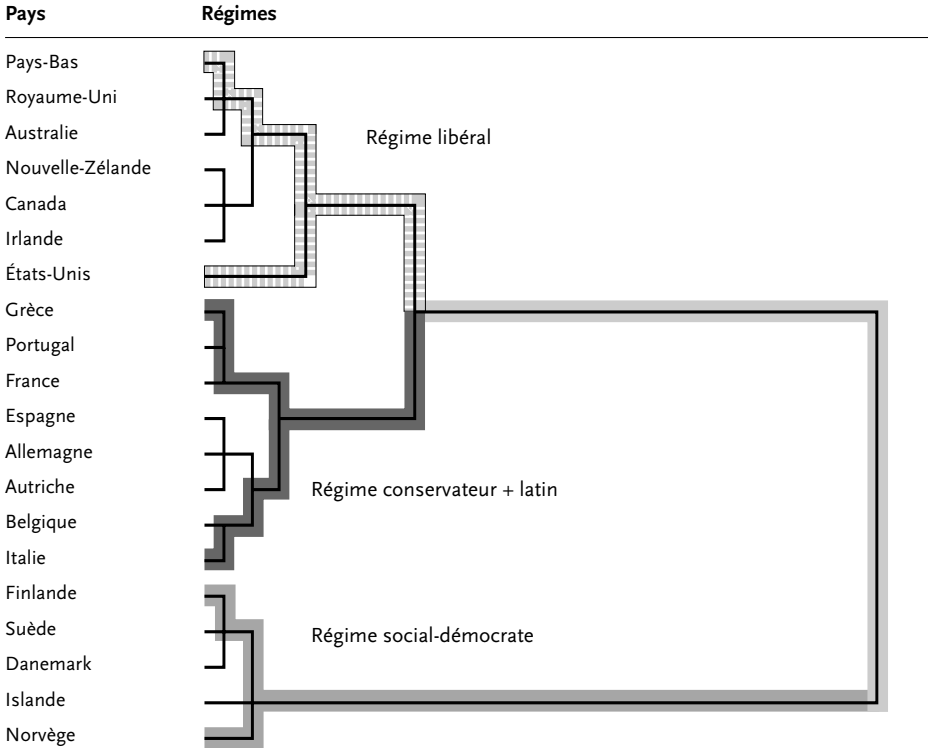 Pays Régimes
Pays-Bas
Royaume-Uni
Australie
Régime libéral
Nouvelle-Zélande
Canada
Irlande
États-Unis
Grèce
Portugal
France
Espagne
Allemagne
Autriche
Régime conservateur + latin
Belgique
Italie
Finlande
Suède
Régime social-démocrate
Danemark
Islande
Norvège